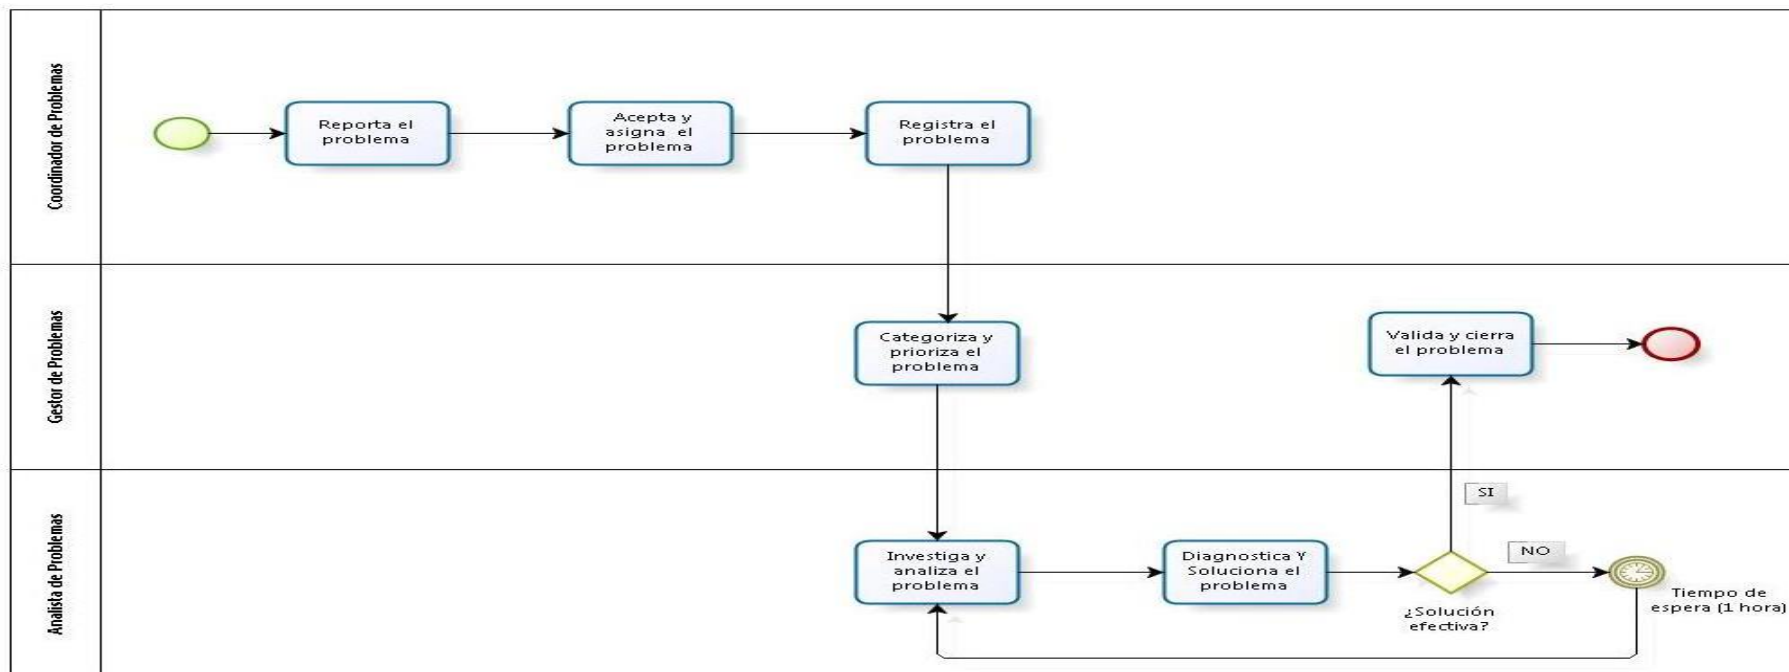 Coordinador de Problemas
Reporta el
problema
Acepta y
asigna el
problema
Registra el
problema
Gestor de Problemas
Categoriza y
prioriza el
problema
Valida y cierra
el problema
Analista de Problemas
Investiga y
analiza el
problema
Diagnostica Y
Soluciona el
problema
¿Solución
efectiva?
SI
NO
Tiempo de
espera (1 hora)